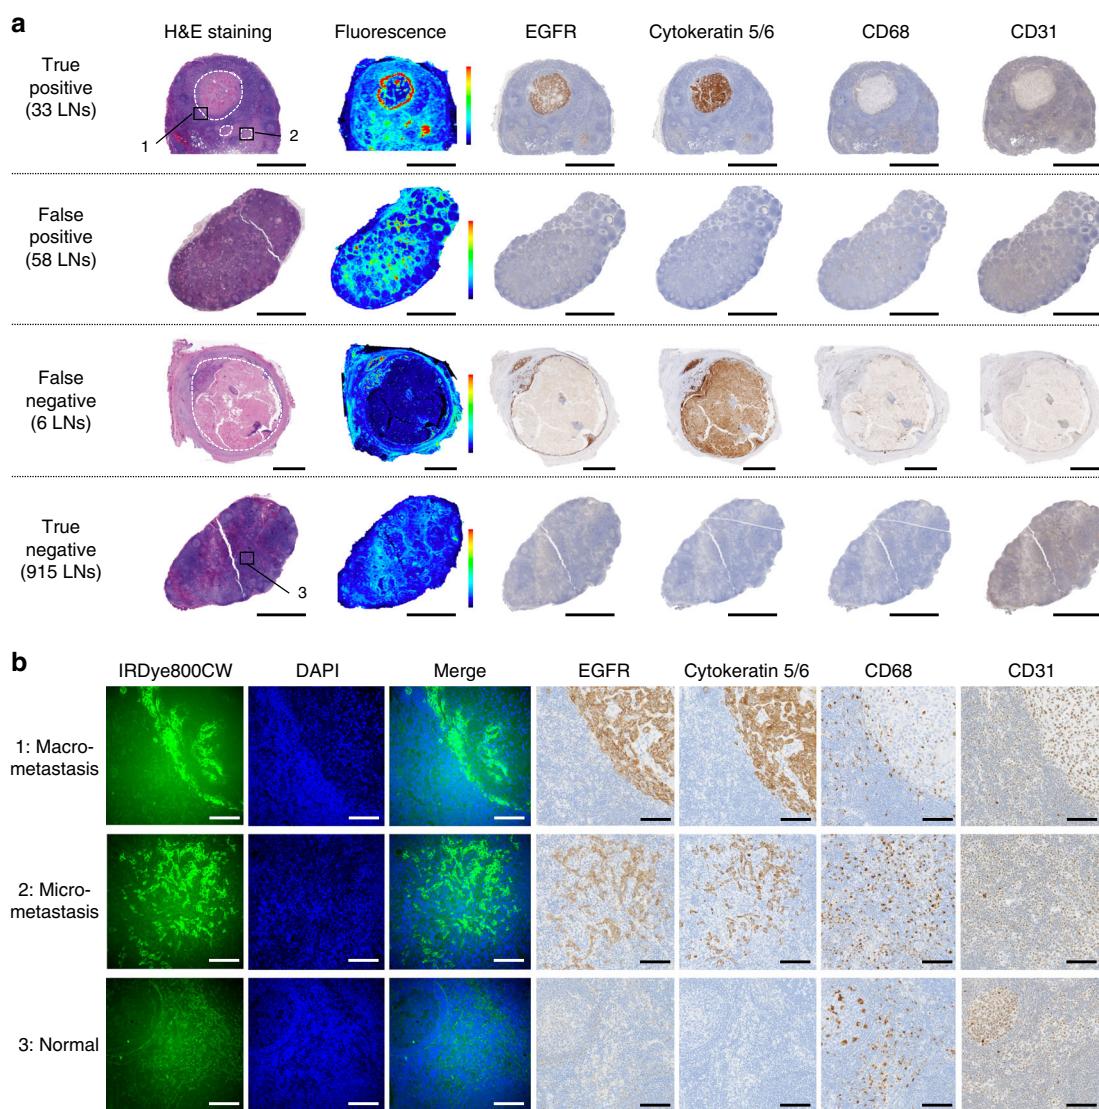 a
H&E staining
Fluorescence
EGFR
Cytokeratin 5/6
CD68
CD31
True
positive
(33 LNs)
1
2
False
positive
(58 LNs)
False
negative
(6 LNs)
True
negative
(915 LNs)
3
b
IRDye800CW
DAPI
Merge
EGFR
Cytokeratin 5/6
CD68
CD31
1: Macro-
metastasis
2: Micro-
metastasis
3: Normal